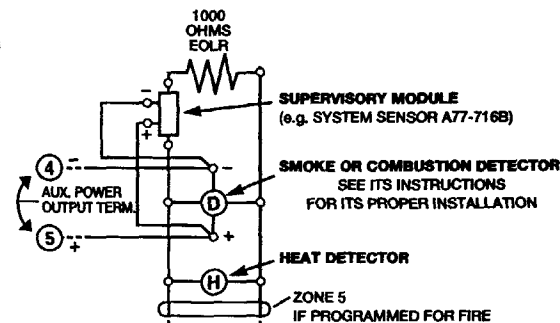 1000
OHMS
EOLR
SUPERVISORY MODULE
(e.g. SYSTEM SENSOR A77-716B)
-
+
4 -
-
SMOKE OR COMBUSTION DETECTOR
SEE ITS INSTRUCTIONS
FOR ITS PROPER INSTALLATION
AUX. POWER
OUTPUT TERM.
D
5 +
+
HEAT DETECTOR
H
ZONE 5
IF PROGRAMMED FOR FIRE